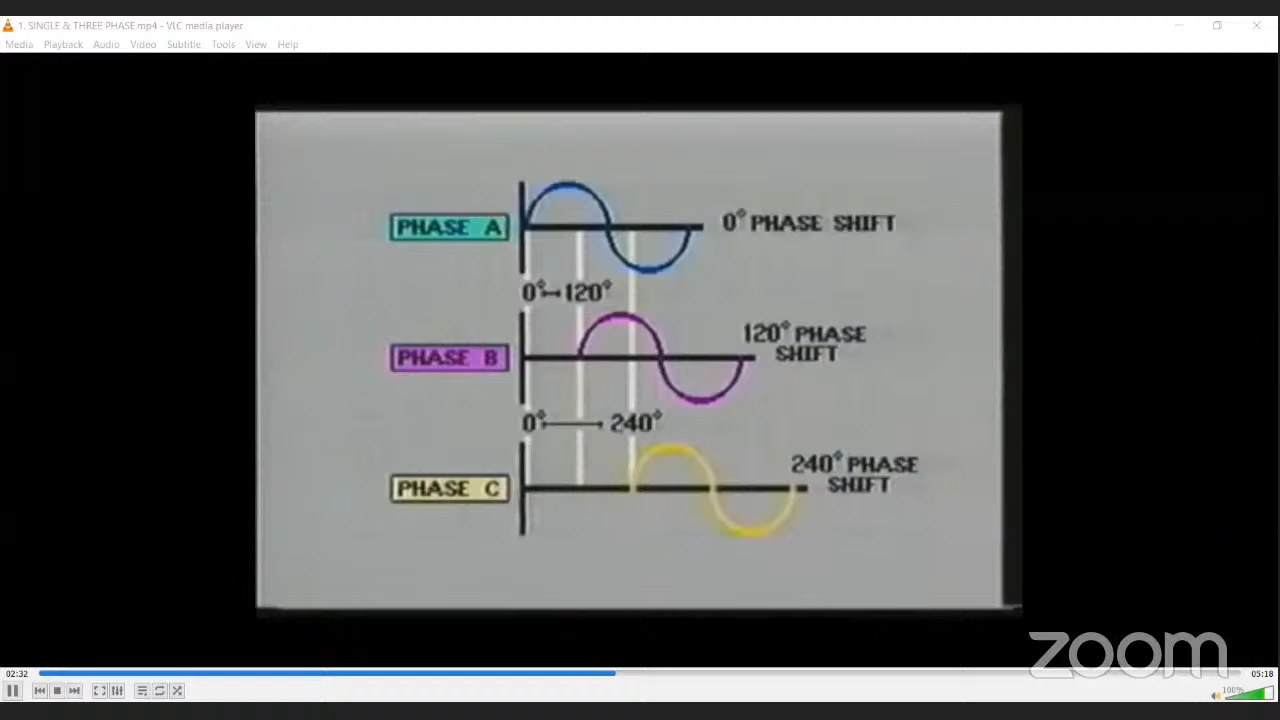 1. SINGLE & THREE PHASE.mp4 - VLC media player
Media Playback Audio Video Subtitle Tools View Help
PHASE A
0° PHASE SHIFT
0° 120°
PHASE B
120° PHASE
SHIFT
0° 240°
PHASE C
240° PHASE
SHIFT
zoom
02:32
05:18
100%